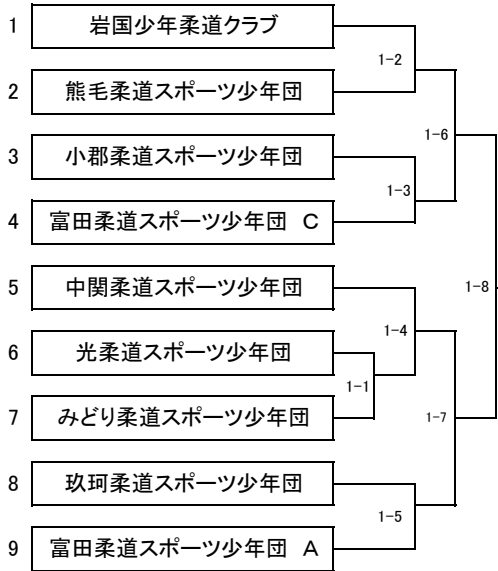 1 岩国少年柔道クラブ
1-2
2 熊毛柔道スポーツ少年団
1-6
3 小郡柔道スポーツ少年団
1-3
4 富田柔道スポーツ少年団 C
1-8
5 中関柔道スポーツ少年団
1-4
6 光柔道スポーツ少年団
1-1
7 みどり柔道スポーツ少年団
1-7
8 玖珂柔道スポーツ少年団
1-5
9 富田柔道スポーツ少年団 A